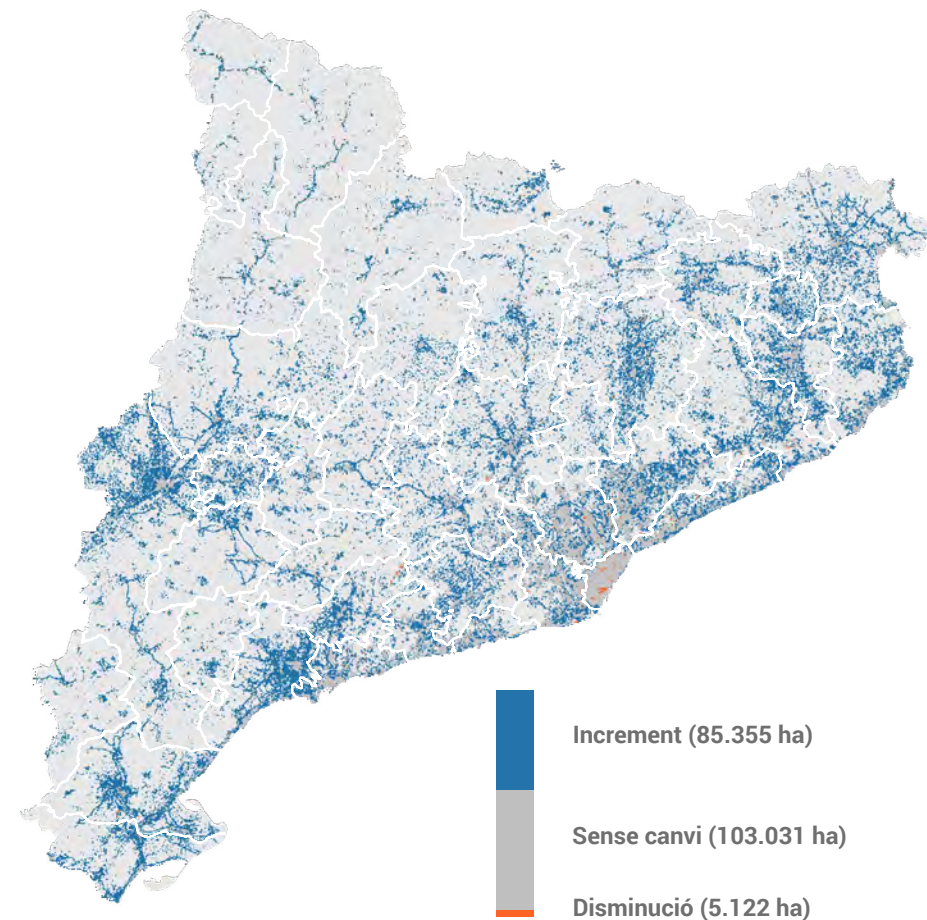 Increment (85.355 ha)
Sense canvi (103.031 ha)
Disminució (5.122 ha)